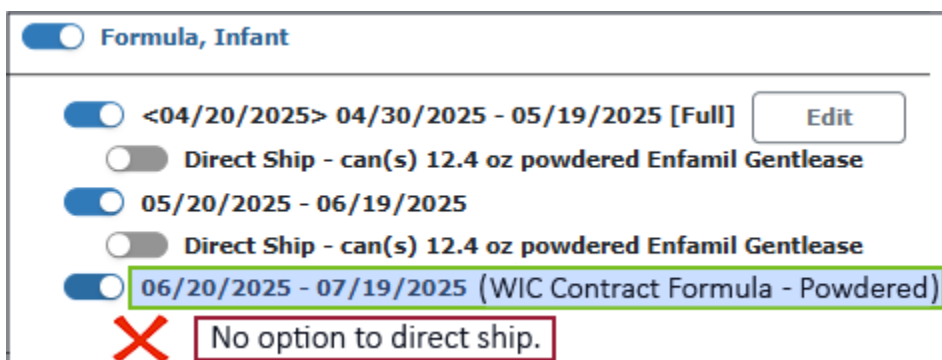 Formula, Infant
<04/20/2025> 04/30/2025 - 05/19/2025 [Full] Edit
Direct Ship - can(s) 12.4 oz powdered Enfamil Gentlease
05/20/2025 - 06/19/2025
Direct Ship - can(s) 12.4 oz powdered Enfamil Gentlease
06/20/2025 - 07/19/2025 (WIC Contract Formula - Powdered)
No option to direct ship.